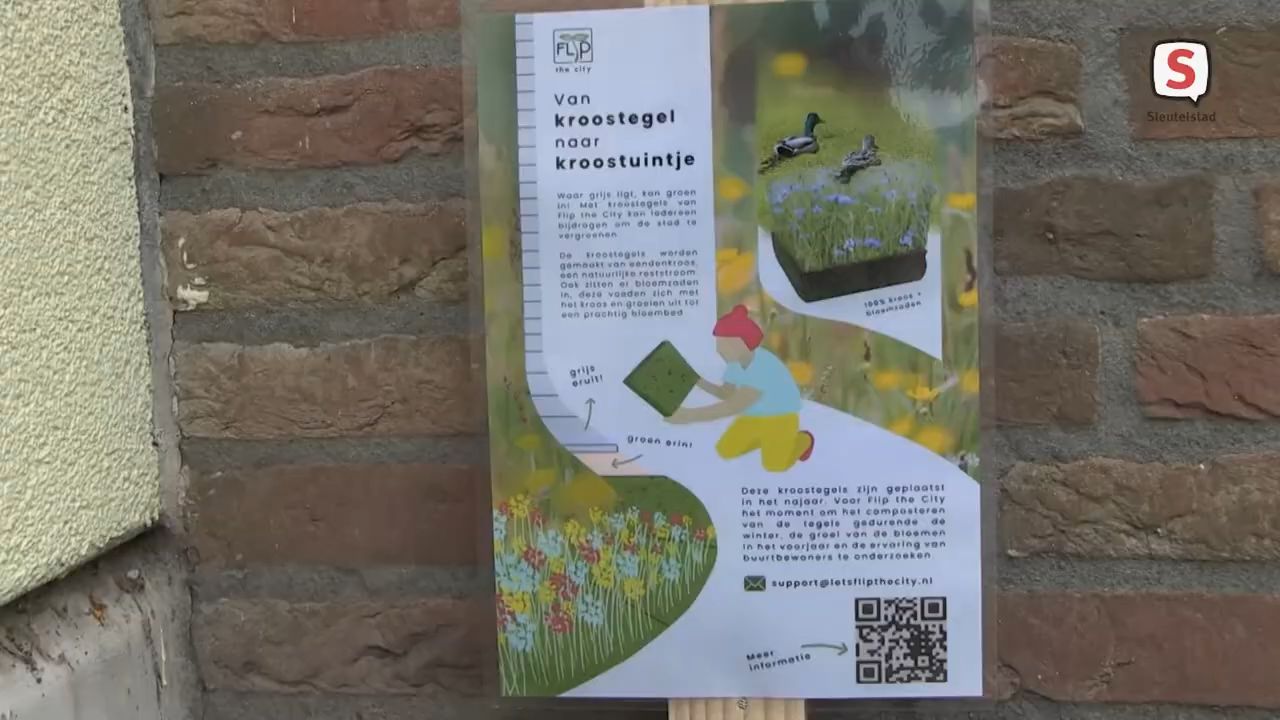 FLIP
the city
Van
kroostegel
naar
kroostuintje
Waar grijs ligt, kan groen
in! Met kroostegels van
Flip the City kan iedereen
bijdragen om de stad te
vergroenen.
De kroostegels worden
gemaakt van eendenkroos,
een natuurlijke reststroom.
Ook zitten er bloemzaden
in, deze voeden zich met
het kroos en groeien uit tot
een prachtig bloembed.
100% kroos +
bloemzaden
grijs
eruit!
groen erin!
Deze kroostegels zijn geplaatst
in het najaar. Voor Flip the City
het moment om het composteren
van de tegels gedurende de
winter, de groei van de bloemen
in het voorjaar en de ervaring van
buurtbewoners te onderzoeken.
support@letsflipthecity.nl
Meer
informatie
S
Sleutelstad